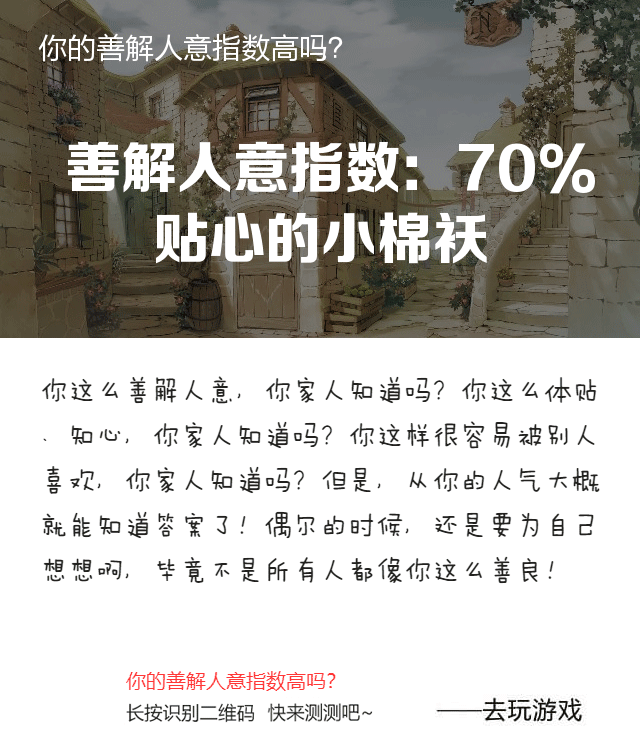 你的善解人意指数高吗?
N
善解人意指数：70%
贴心的小棉袄
你这么善解人意，你家人知道吗？你这么体贴
、知心，你家人知道吗？你这样很容易被别人
喜欢，你家人知道吗？但是，从你的人气大概
就能知道答案了！偶尔的时候，还是要为自己
想想啊，毕竟不是所有人都像你这么善良！
你的善解人意指数高吗？
长按识别二维码 快来测测吧~
——去玩游戏